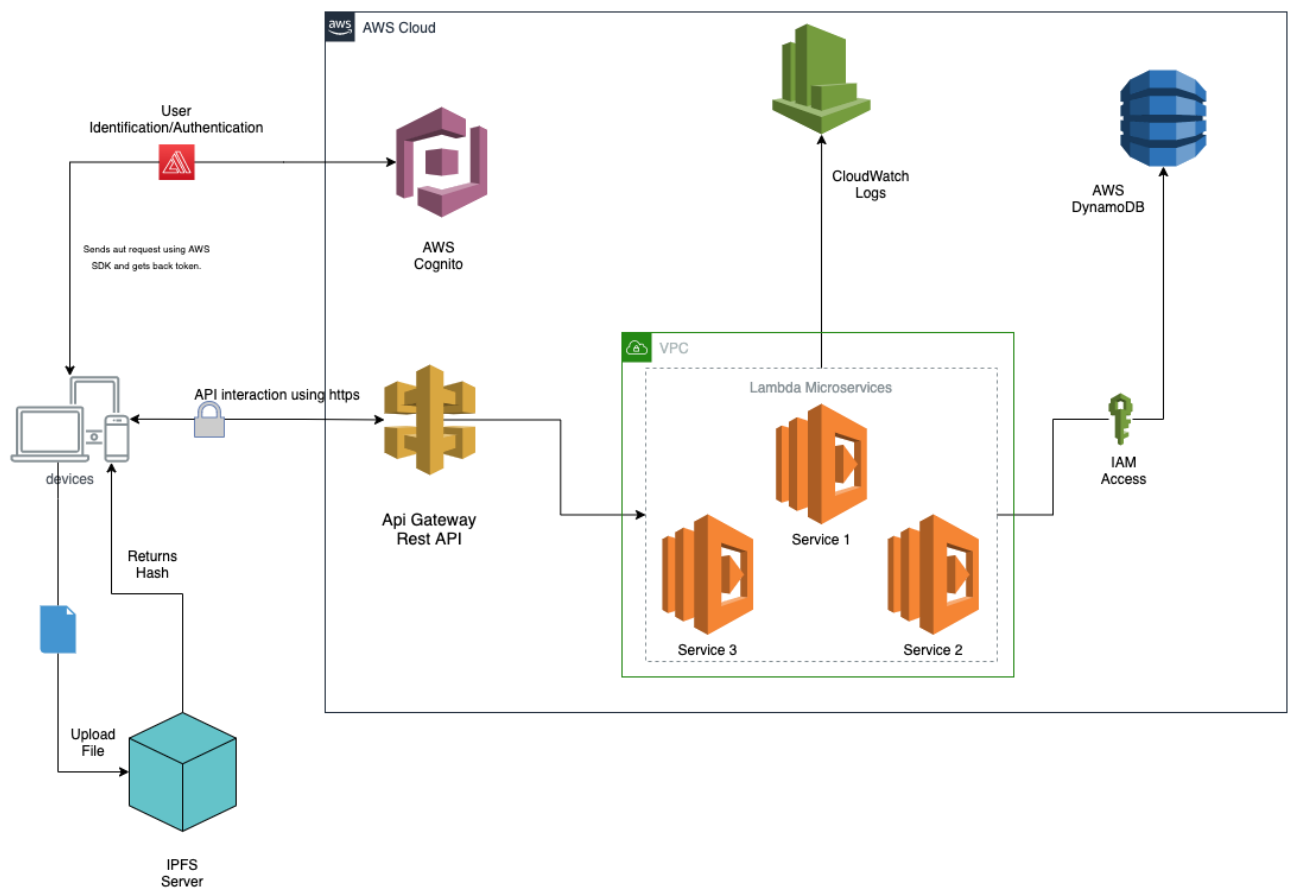 aws
AWS Cloud
User
Identification/Authentication
CloudWatch
Logs
AWS
DynamoDB
AWS
Cognito
Sends aut request using AWS
SDK and gets back token.
VPC
Lambda Microservices
API interaction using https
devices
Api Gateway
Rest API
IAM
Access
Service 1
Service 3
Service 2
Returns
Hash
Upload
File
IPFS
Server